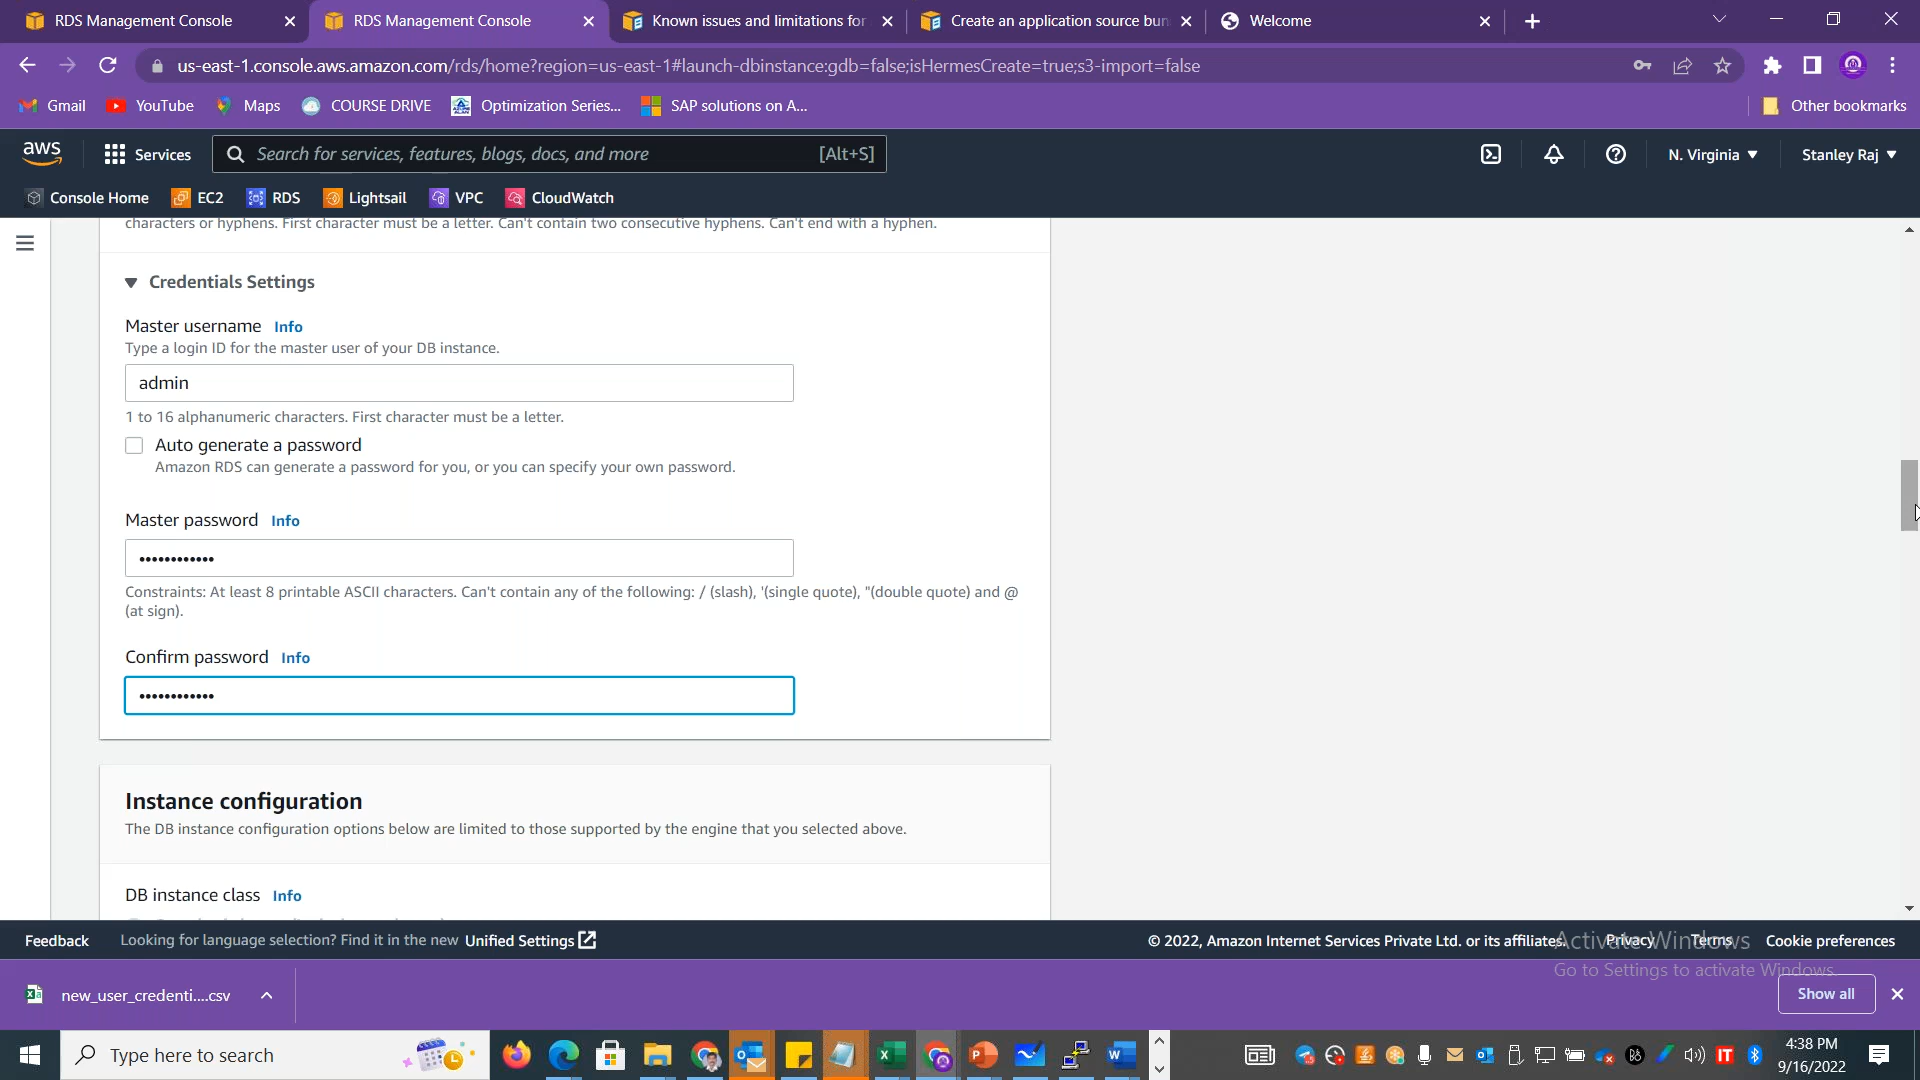 RDS Management Console
RDS Management Console
Known issues and limitations for
Create an application source bun
Welcome
us-east-1.console.aws.amazon.com/rds/home?region=us-east-1#launch-dbinstance:gdb=false;isHermesCreate=true;s3-import=false
Gmail
YouTube
Maps
COURSE DRIVE
Optimization Series...
SAP solutions on A...
Other bookmarks
aws
Services
Search for services, features, blogs, docs, and more
[Alt+S]
N. Virginia
Stanley Raj
Console Home
EC2
RDS
Lightsail
VPC
CloudWatch
characters or hyphens. First character must be a letter. Can't contain two consecutive hyphens. Can't end with a hyphen.
Credentials Settings
Master username Info
Type a login ID for the master user of your DB instance.
admin
1 to 16 alphanumeric characters. First character must be a letter.
Auto generate a password
Amazon RDS can generate a password for you, or you can specify your own password.
Master password Info
••••••••••••
Constraints: At least 8 printable ASCII characters. Can't contain any of the following: / (slash), '(single quote), "(double quote) and @
(at sign).
Confirm password Info
••••••••••••
Instance configuration
The DB instance configuration options below are limited to those supported by the engine that you selected above.
DB instance class Info
Feedback
Looking for language selection? Find it in the new Unified Settings
© 2022, Amazon Internet Services Private Ltd. or its affiliates.
Privacy
Terms
Cookie preferences
Activate Windows
Go to Settings to activate Windows.
new_user_credenti....csv
Show all
Type here to search
4:38 PM
9/16/2022